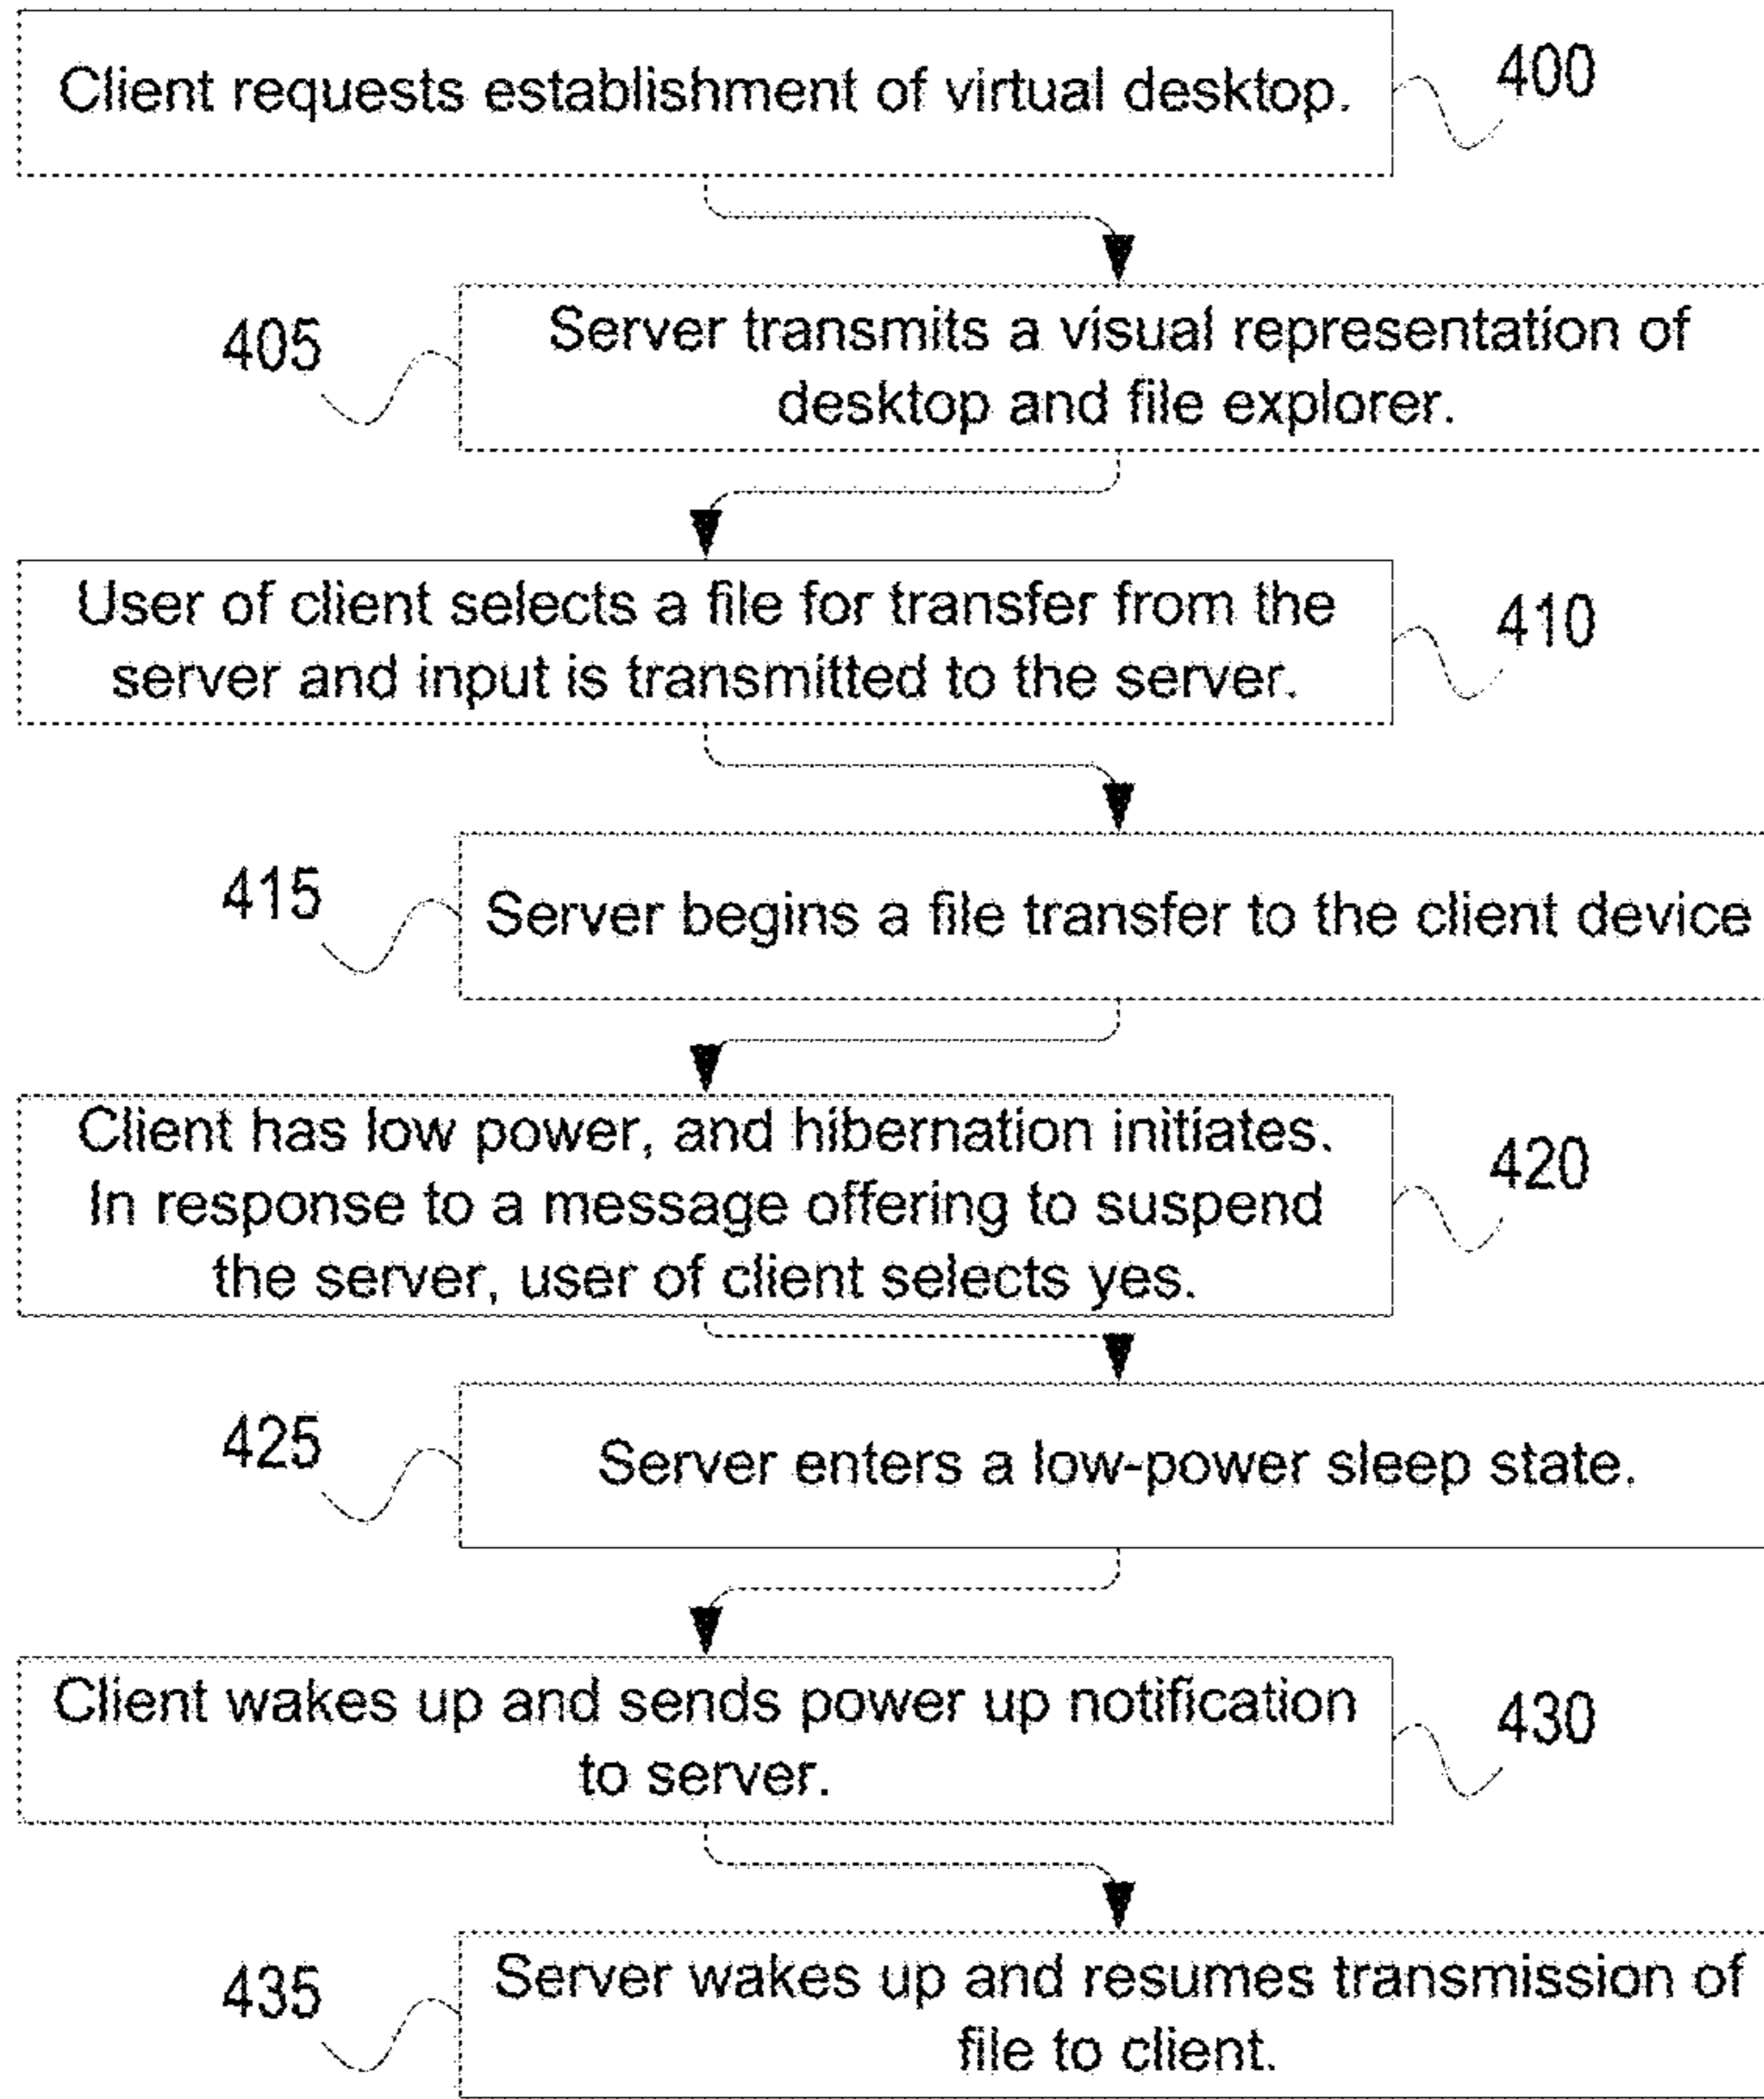 Client requests establishment of virtual desktop.
400
405
Server transmits a visual representation of
desktop and file explorer.
User of client selects a file for transfer from the
server and input is transmitted to the server.
410
415
Server begins a file transfer to the client device
Client has low power, and hibernation initiates.
In response to a message offering to suspend
the server, user of client selects yes.
420
425
Server enters a low-power sleep state.
Client wakes up and sends power up notification
to server.
430
435
Server wakes up and resumes transmission of
file to client.